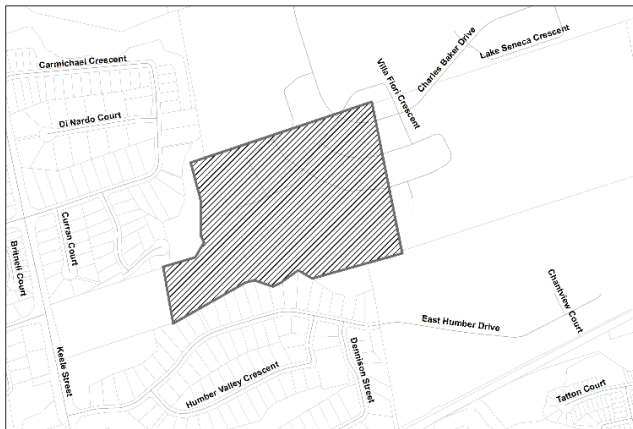 Carmichael Crescent
Di Nardo Court
Villa Fiori Crescent
Charles Baker Drive
Lake Seneca Crescent
Britnell Court
Curran Court
Keele Street
East Humber Drive
Chantview Court
Humber Valley Crescent
Dennison Street
Tatton Court